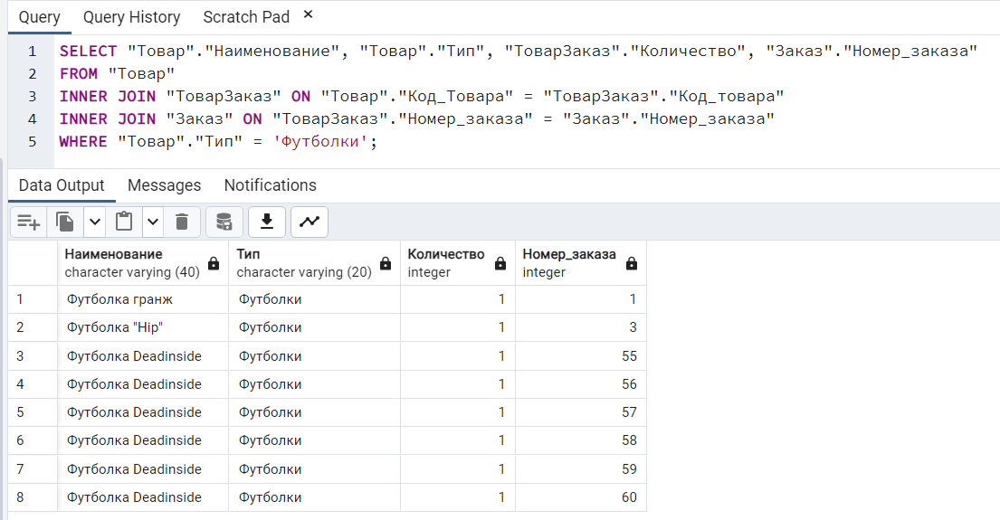 Query Query History Scratch Pad ×
1 SELECT "Товар"."Наименование", "Товар"."Тип", "ТоварЗаказ"."Количество", "Заказ"."Номер_заказа"
2 FROM "Товар"
3 INNER JOIN "ТоварЗаказ" ON "Товар"."Код_Товара" = "ТоварЗаказ"."Код_товара"
4 INNER JOIN "Заказ" ON "ТоварЗаказ"."Номер_заказа" = "Заказ"."Номер_заказа"
5 WHERE "Товар"."Тип" = 'Футболки';
Data Output Messages Notifications
Наименование Тип Количество Номер_заказа
character varying (40) character varying (20) integer integer
1 Футболка гранж Футболки 1 1
2 Футболка "Hip" Футболки 1 3
3 Футболка Deadinside Футболки 1 55
4 Футболка Deadinside Футболки 1 56
5 Футболка Deadinside Футболки 1 57
6 Футболка Deadinside Футболки 1 58
7 Футболка Deadinside Футболки 1 59
8 Футболка Deadinside Футболки 1 60